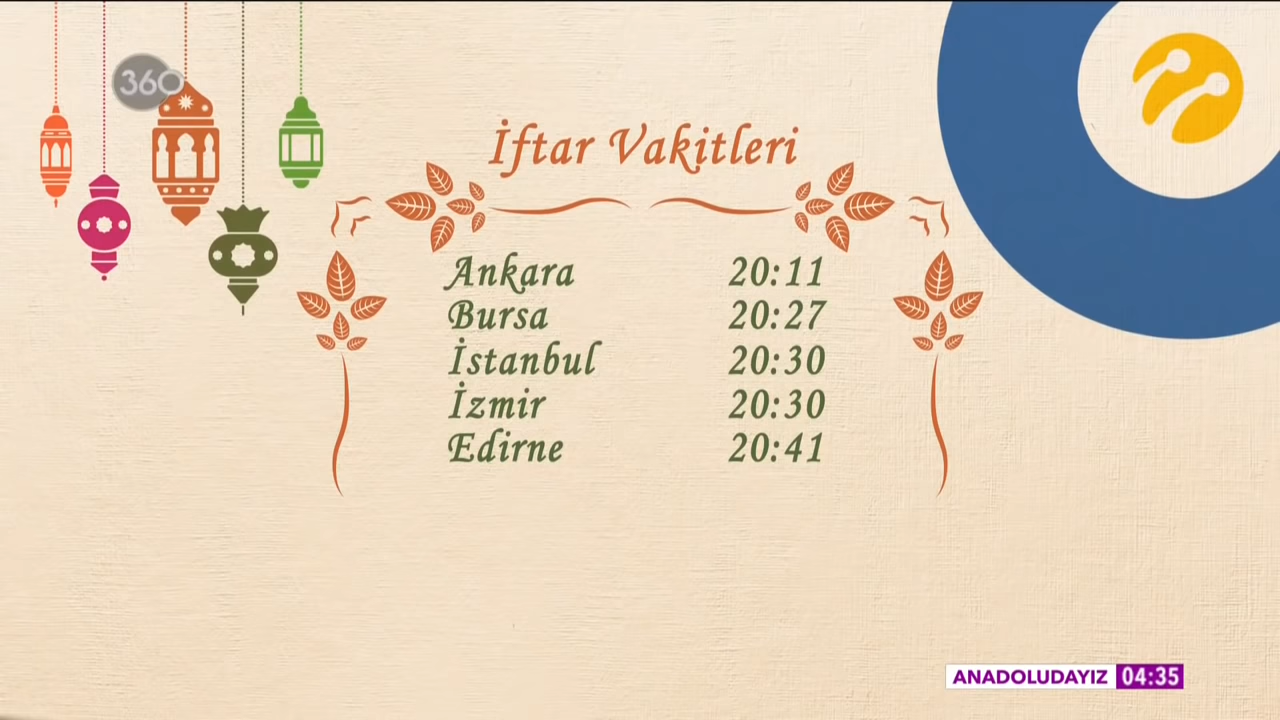 360
İftar Vakitleri
Ankara 20:11
Bursa 20:27
İstanbul 20:30
İzmir 20:30
Edirne 20:41
ANADOLUDAYIZ 04:35